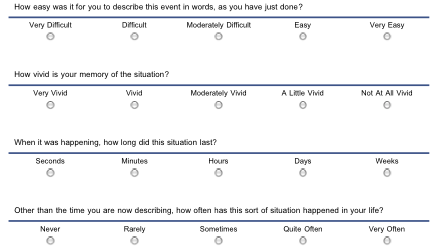 How easy was it for you to describe this event in words, as you have just done?
Very Difficult Difficult Moderately Difficult Easy Very Easy
How vivid is your memory of the situation?
Very Vivid Vivid Moderately Vivid A Little Vivid Not At All Vivid
When it was happening, how long did this situation last?
Seconds Minutes Hours Days Weeks
Other than the time you are now describing, how often has this sort of situation happened in your life?
Never Rarely Sometimes Quite Often Very Often